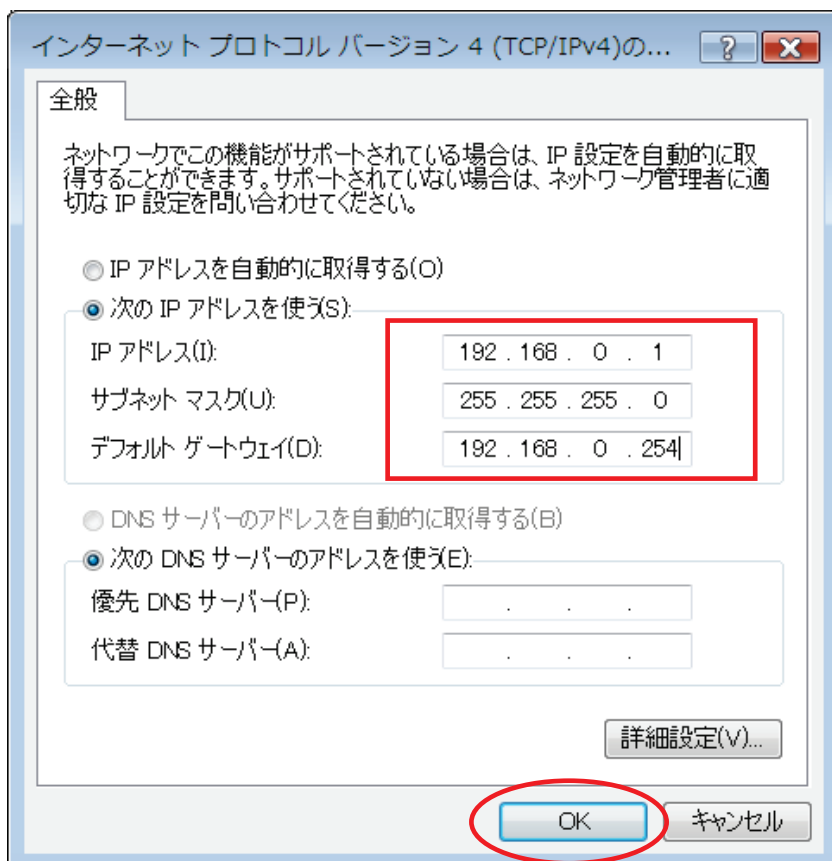 インターネット プロトコル バージョン 4 (TCP/IPv4)の...
全般
ネットワークでこの機能がサポートされている場合は、IP 設定を自動的に取
得することができます。サポートされていない場合は、ネットワーク管理者に適
切な IP 設定を問い合わせてください。
IP アドレスを自動的に取得する(O)
次の IP アドレスを使う(S):
IP アドレス(I): 192 . 168 . 0 . 1
サブネット マスク(U): 255 . 255 . 255 . 0
デフォルト ゲートウェイ(D): 192 . 168 . 0 . 254
DNS サーバーのアドレスを自動的に取得する(B)
次の DNS サーバーのアドレスを使う(E):
優先 DNS サーバー(P): . . .
代替 DNS サーバー(A): . . .
詳細設定(V)...
OK キャンセル